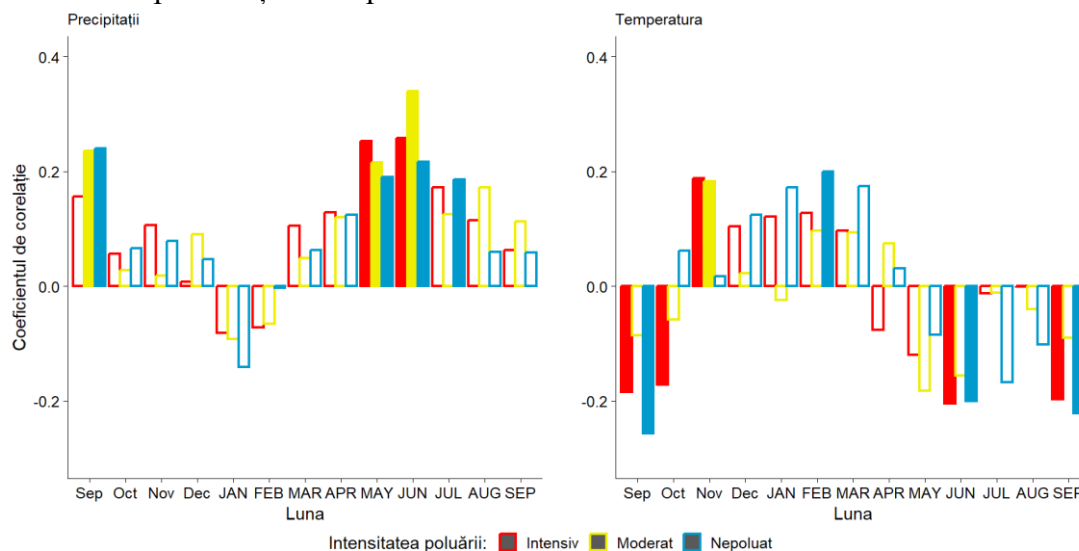 Precipitații
Temperatura
Coeficientul de corelație
0.4
0.2
0.0
-0.2
0.4
0.2
0.0
-0.2
Sep Oct Nov Dec JAN FEB MAR APR MAY JUN JUL AUG SEP
Sep Oct Nov Dec JAN FEB MAR APR MAY JUN JUL AUG SEP
Luna
Luna
Intensitatea poluării: Intensiv Moderat Nepoluat